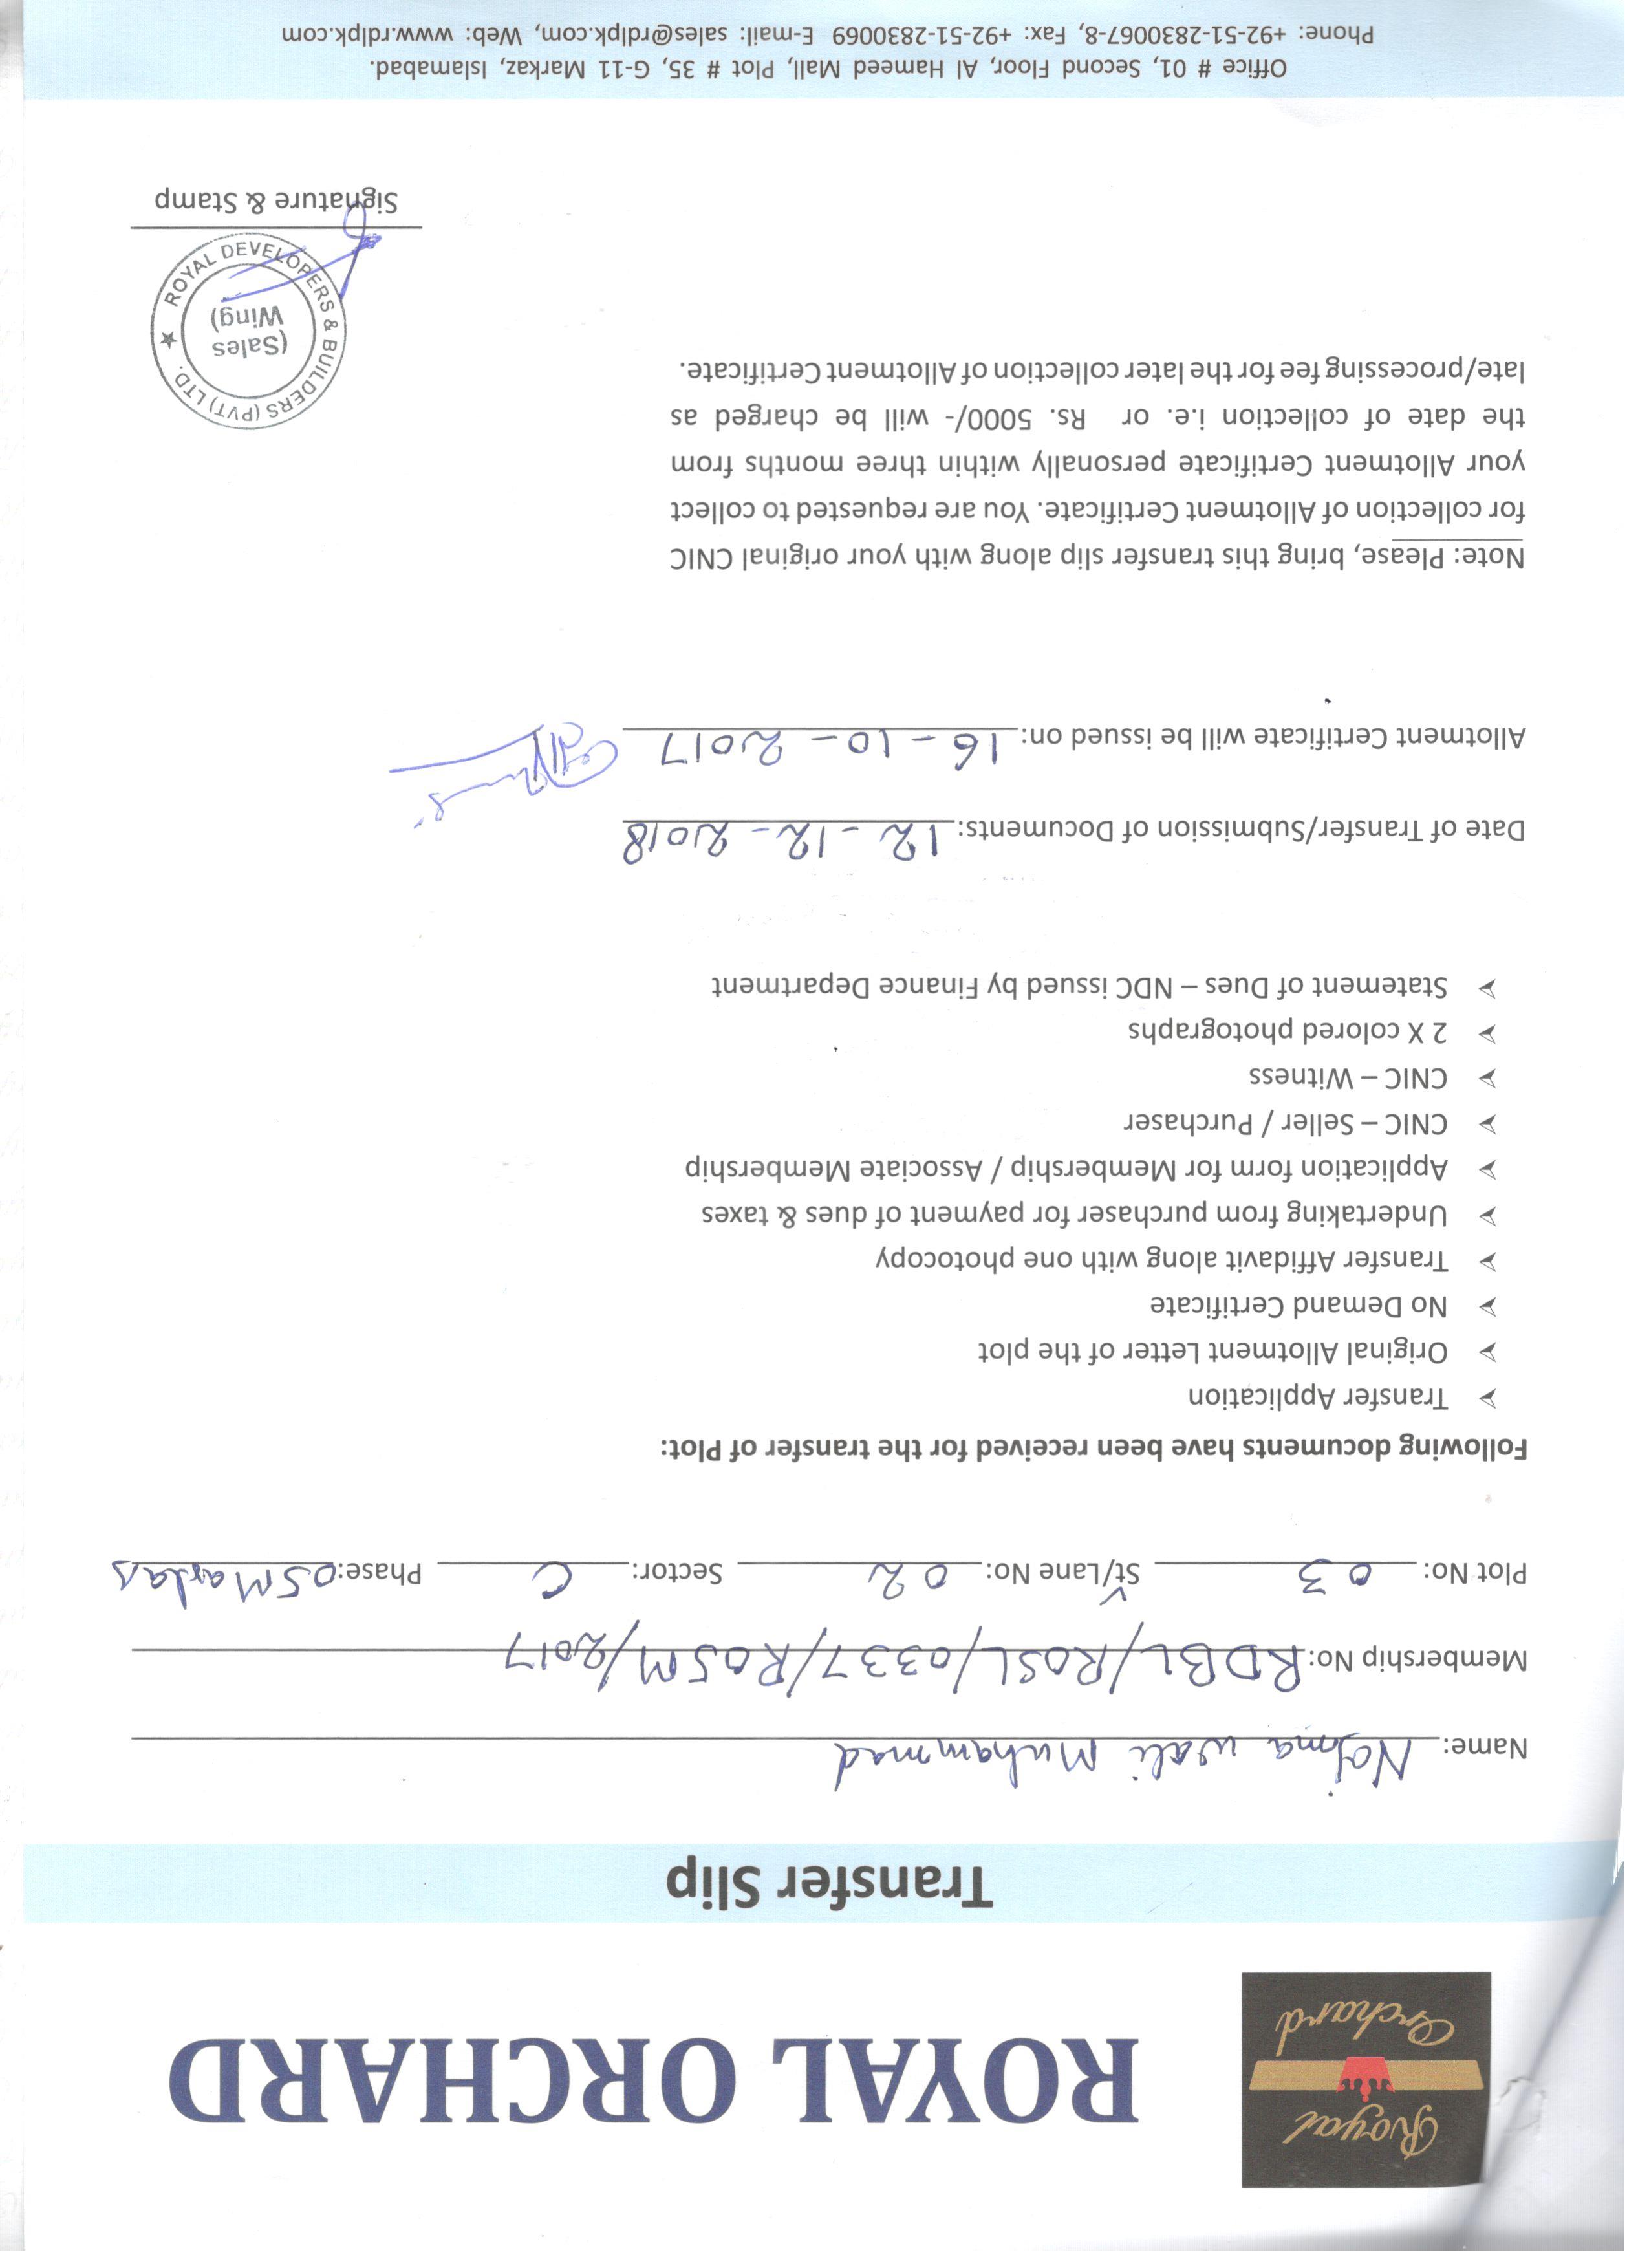 Royal
Orchard
ROYAL ORCHARD
Transfer Slip
Name: Najma wali Muhammad
Membership No: RDBL/ROSL/0337/R05M/2017
Plot No: 03 St/Lane No: 02 Sector: C Phase: 05 Marlas
Following documents have been received for the transfer of Plot:
➢ Transfer Application
➢ Original Allotment Letter of the plot
➢ No Demand Certificate
➢ Transfer Affidavit along with one photocopy
➢ Undertaking from purchaser for payment of dues & taxes
➢ Application form for Membership / Associate Membership
➢ CNIC – Seller / Purchaser
➢ CNIC – Witness
➢ 2 X colored photographs
➢ Statement of Dues – NDC issued by Finance Department
Date of Transfer/Submission of Documents: 12-12-2018
Allotment Certificate will be issued on: 16-10-2017
Note: Please, bring this transfer slip along with your original CNIC
for collection of Allotment Certificate. You are requested to collect
your Allotment Certificate personally within three months from
the date of collection i.e. or Rs. 5000/- will be charged as
late/processing fee for the later collection of Allotment Certificate.
ROYAL DEVELOPERS & BUILDERS (PVT) LTD. ★
(Sales
Wing)
Signature & Stamp
Office # 01, Second Floor, Al Hameed Mall, Plot # 35, G-11 Markaz, Islamabad.
Phone: +92-51-2830067-8, Fax: +92-51-2830069 E-mail: sales@rdlpk.com, Web: www.rdlpk.com